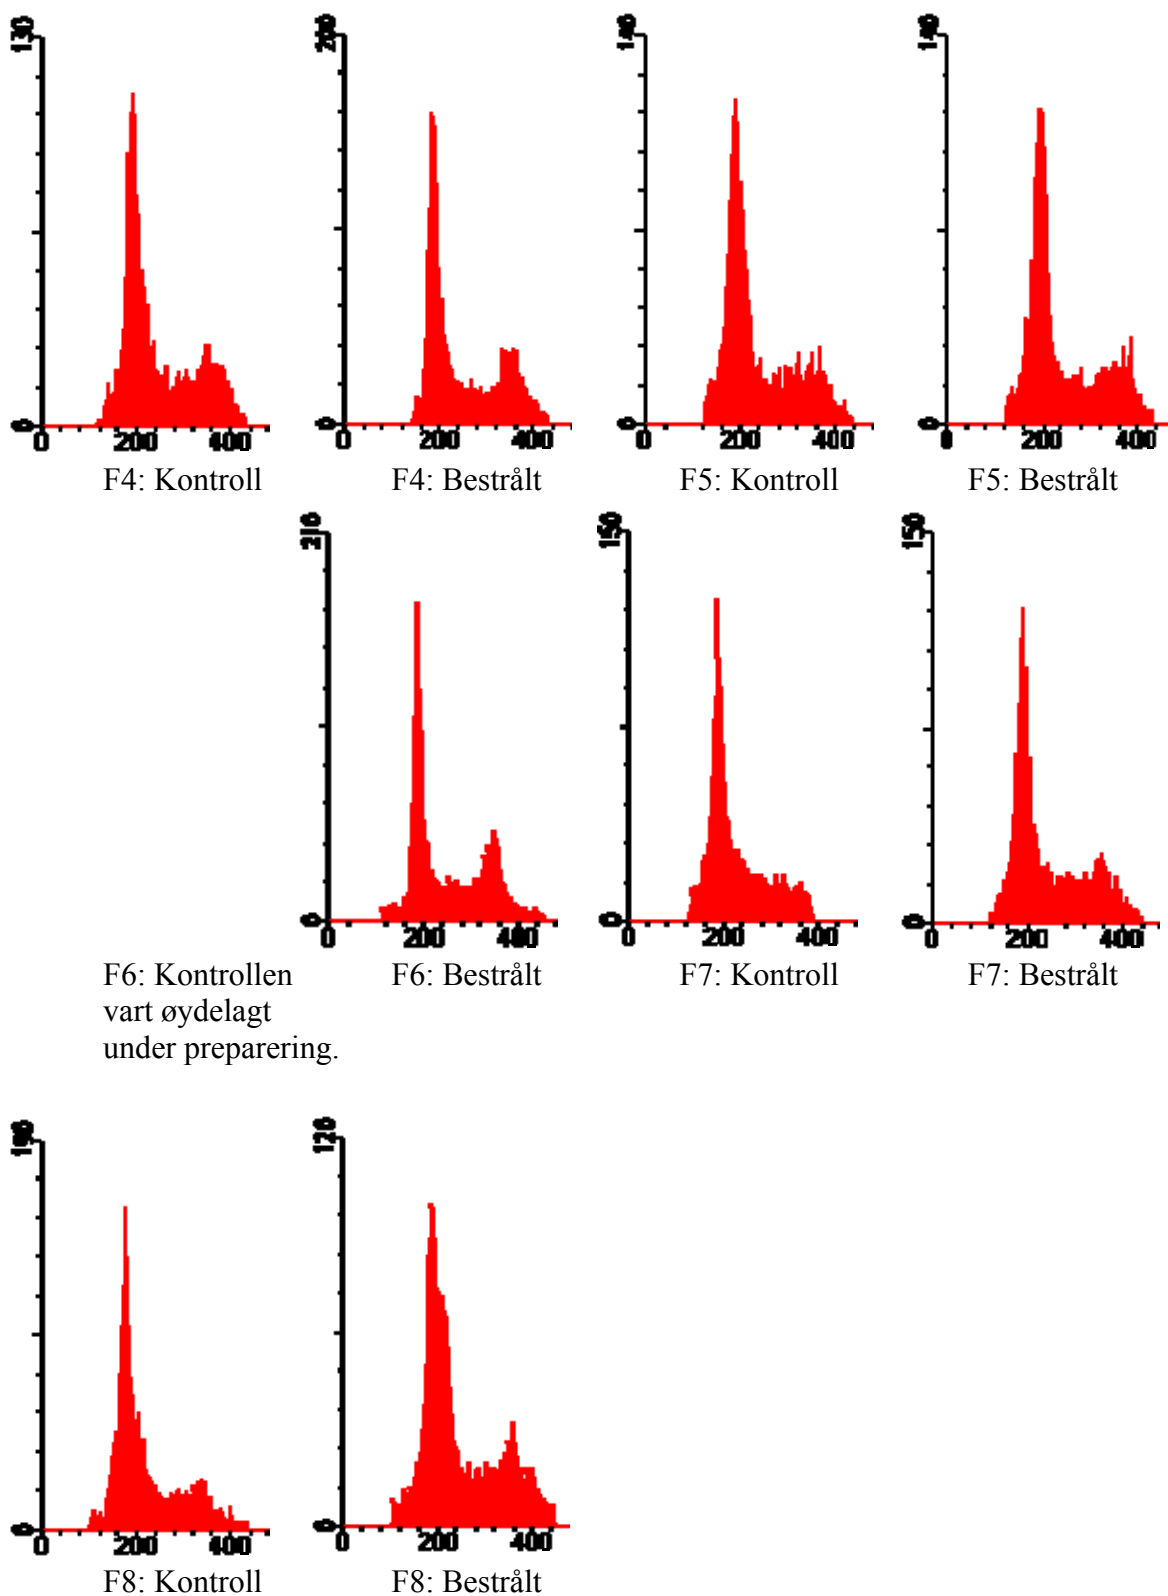 130
200
140
140
0
0
0
0
0 200 400
0 200 400
0 200 400
0 200 400
F4: Kontroll
F4: Bestrålt
F5: Kontroll
F5: Bestrålt
210
150
150
0
0
0
0 200 400
0 200 400
0 200 400
F6: Kontrollen
vart øydelagt
under preparering.
F6: Bestrålt
F7: Kontroll
F7: Bestrålt
120
0
0
0 200 400
0 200 400
F8: Kontroll
F8: Bestrålt